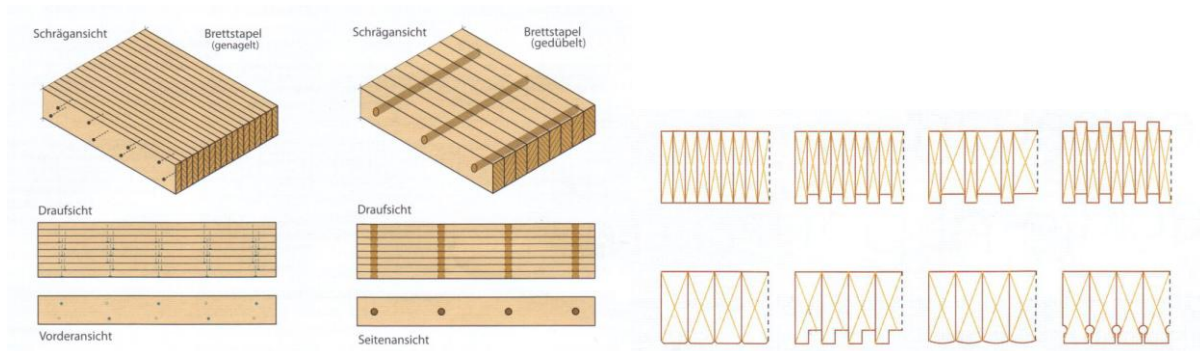 Schrägansicht
Brettstapel
(genagelt)
Draufsicht
Vorderansicht
Schrägansicht
Brettstapel
(gedübelt)
Draufsicht
Seitenansicht